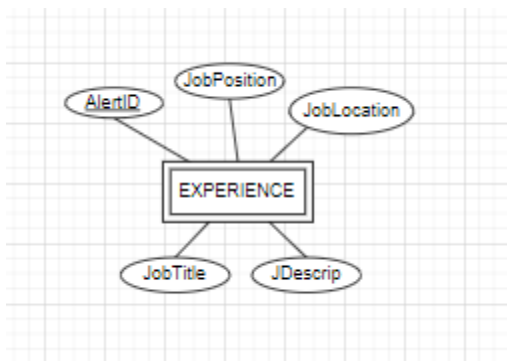 JobPosition
AlertID
JobLocation
EXPERIENCE
JobTitle
JDescrip